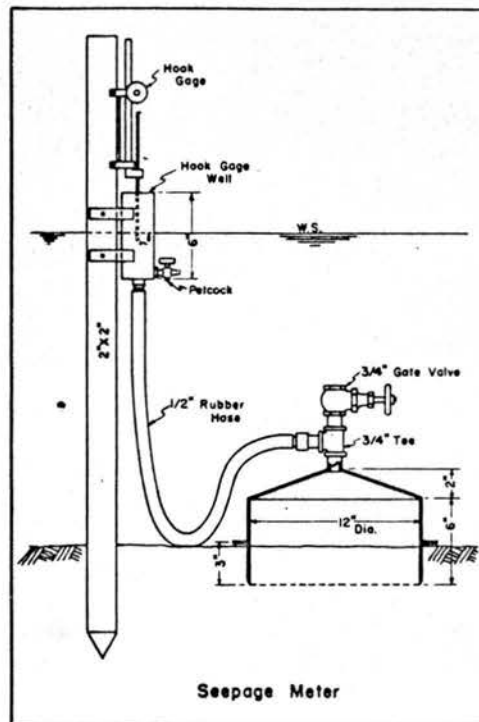 Hook
Gage
Hook Gage
Well
W.S.
6"
Petcock
2"X2"
3/4" Gate Valve
1/2" Rubber
Hose
3/4" Tee
2"
12" Dia.
6"
3"
Seepage Meter